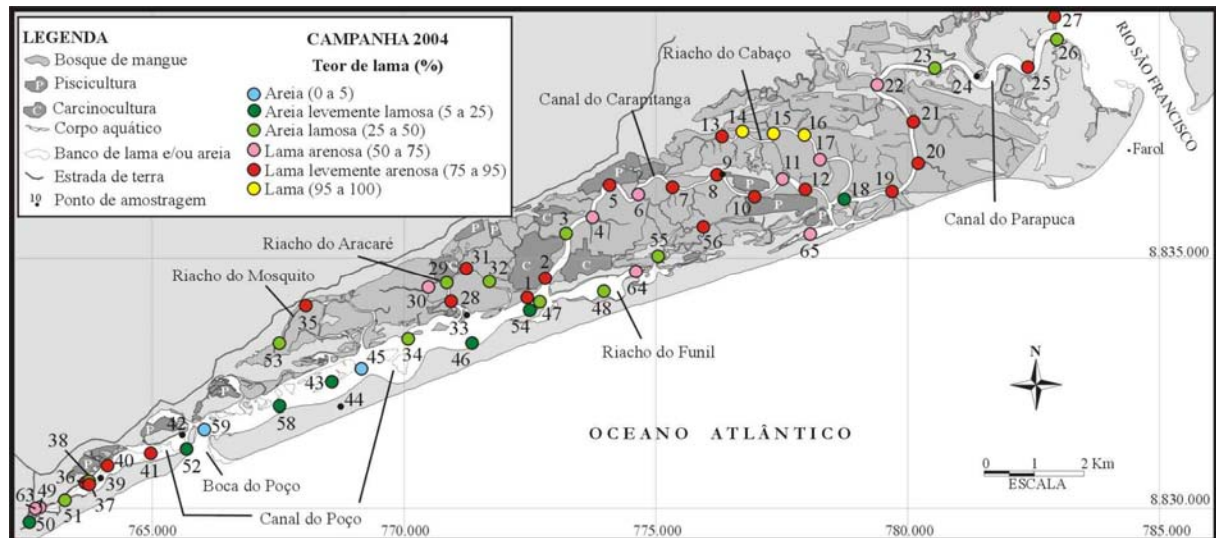 LEGENDA
Bosque de mangue
P Piscicultura
C Carcinocultura
Corpo aquático
Banco de lama e/ou areia
Estrada de terra
10 Ponto de amostragem
CAMPANHA 2004
Teor de lama (%)
Areia (0 a 5)
Areia levemente lamosa (5 a 25)
Areia lamosa (25 a 50)
Lama arenosa (50 a 75)
Lama levemente arenosa (75 a 95)
Lama (95 a 100)
Riacho do Cabaço
Canal do Carapitanga
RIO SÃO FRANCISCO
Farol
Canal do Parapuca
Riacho do Aracaré
Riacho do Mosquito
Riacho do Funil
8.835.000
27
26
25
24
23
22
21
20
19
18
17
16
15
14
13
12
11
10
9
8
7
6
5
4
3
2
1
65
56
55
64
48
47
54
46
31
32
29
30
28
33
35
53
34
45
43
44
58
59
42
52
41
40
38
36
39
37
63
49
51
50
P
P
P
P
P
P
P
P
P
C
C
C
C
Boca do Poço
Canal do Poço
OCEANO ATLÂNTICO
N
0 1 2 Km
ESCALA
8.830.000
765.000
770.000
775.000
780.000
785.000